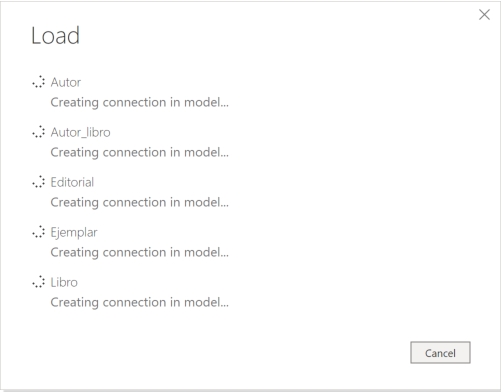 Load
Autor
Creating connection in model...
Autor_libro
Creating connection in model...
Editorial
Creating connection in model...
Ejemplar
Creating connection in model...
Libro
Creating connection in model...
Cancel